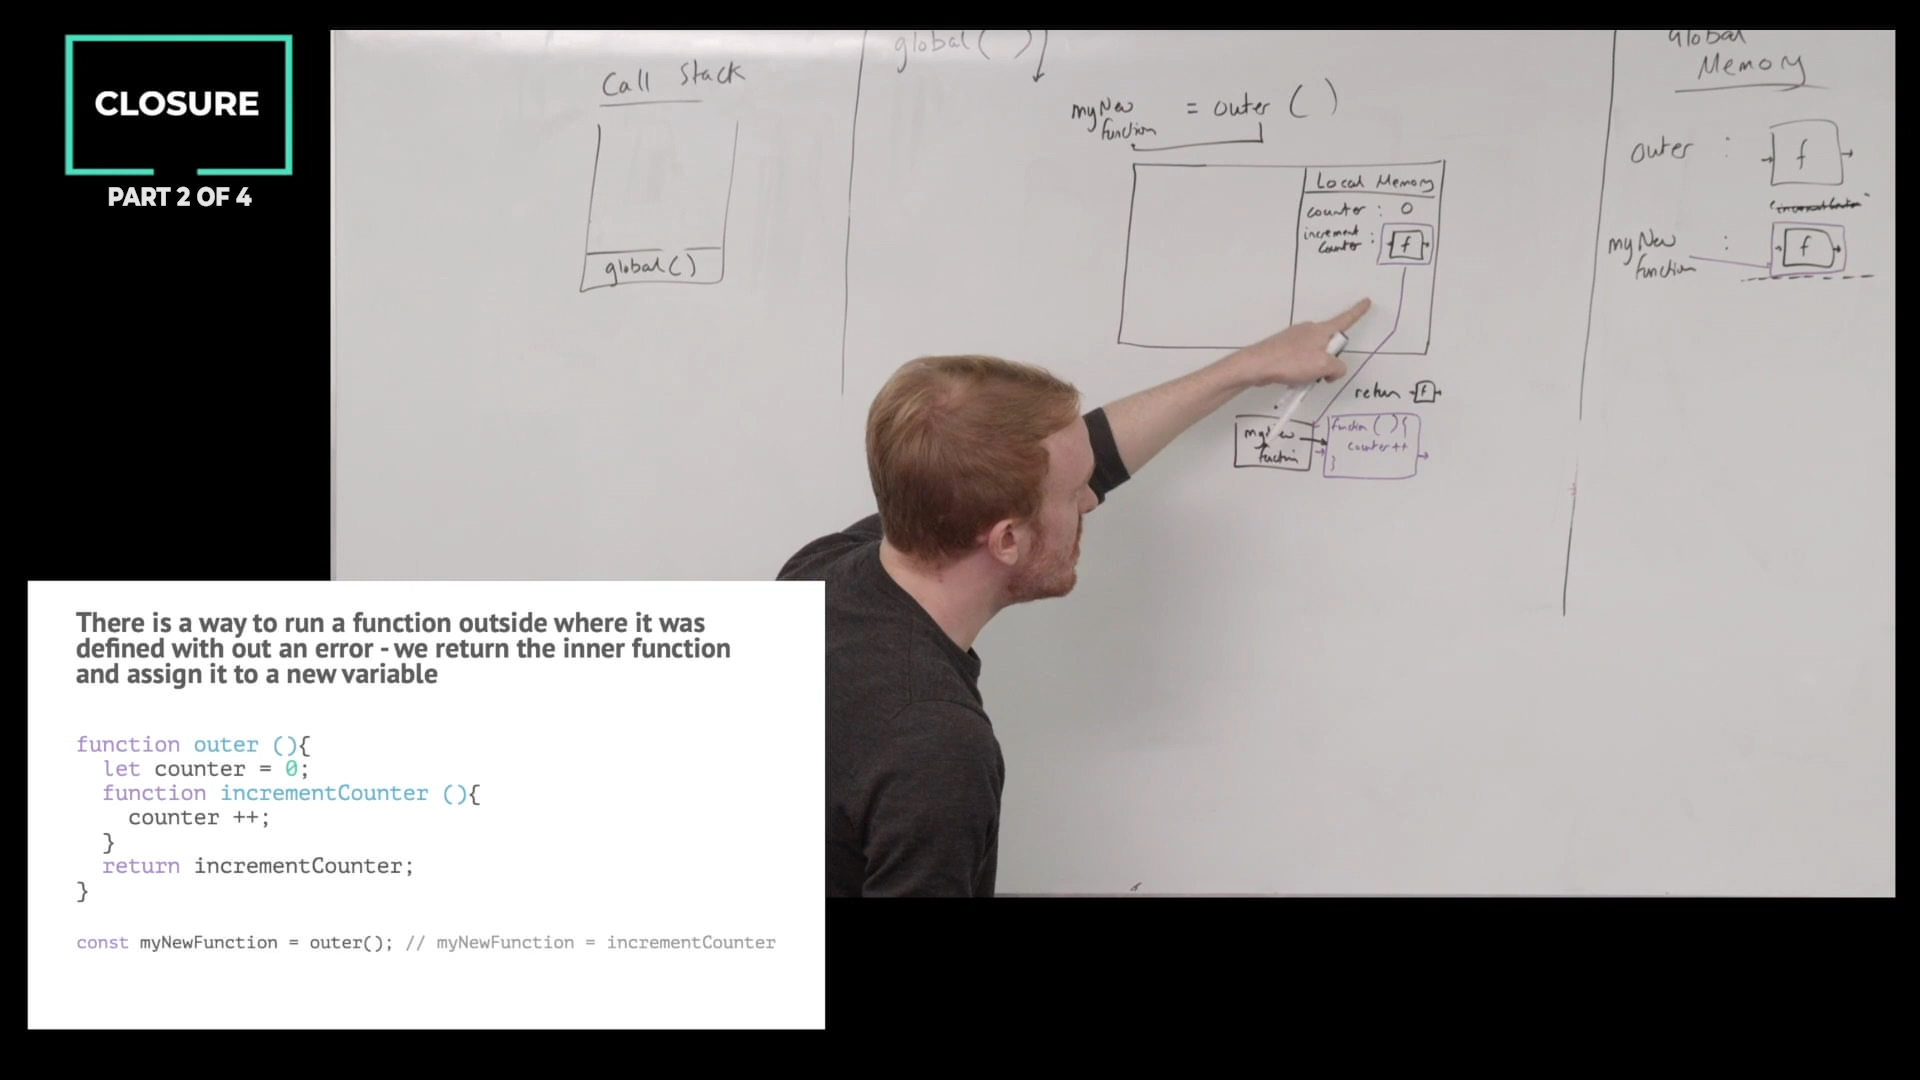 CLOSURE
PART 2 OF 4
Call Stack
global()
global()
myNew
function
= outer ()
Local Memory
counter : 0
increment
Counter : f
return f
myNew
function
function () {
counter++
}
Global
Memory
outer : f
myNew
function : f
There is a way to run a function outside where it was
defined with out an error - we return the inner function
and assign it to a new variable
function outer (){
let counter = 0;
function incrementCounter (){
counter ++;
}
return incrementCounter;
}
const myNewFunction = outer(); // myNewFunction = incrementCounter